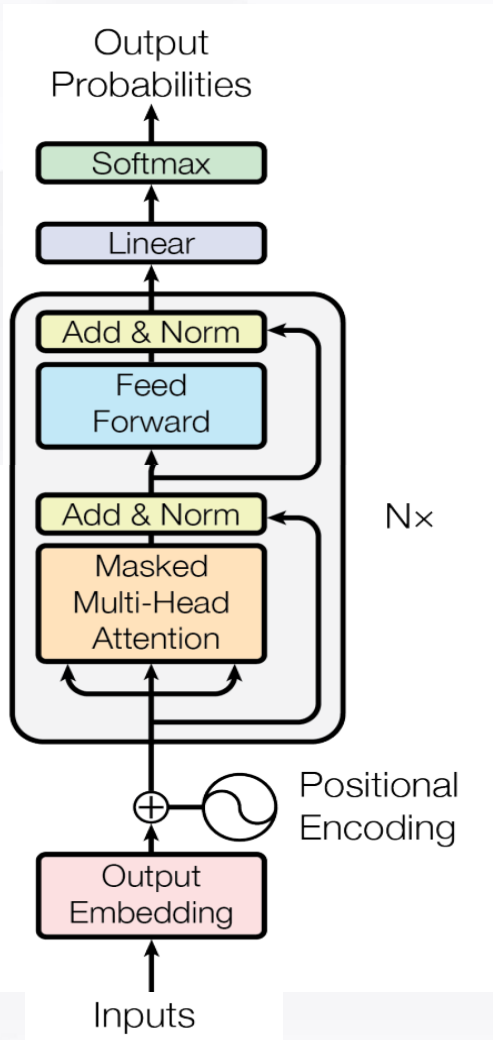 Output
Probabilities
Softmax
Linear
Add & Norm
Feed
Forward
Add & Norm
Nx
Masked
Multi-Head
Attention
Positional
Encoding
Output
Embedding
Inputs